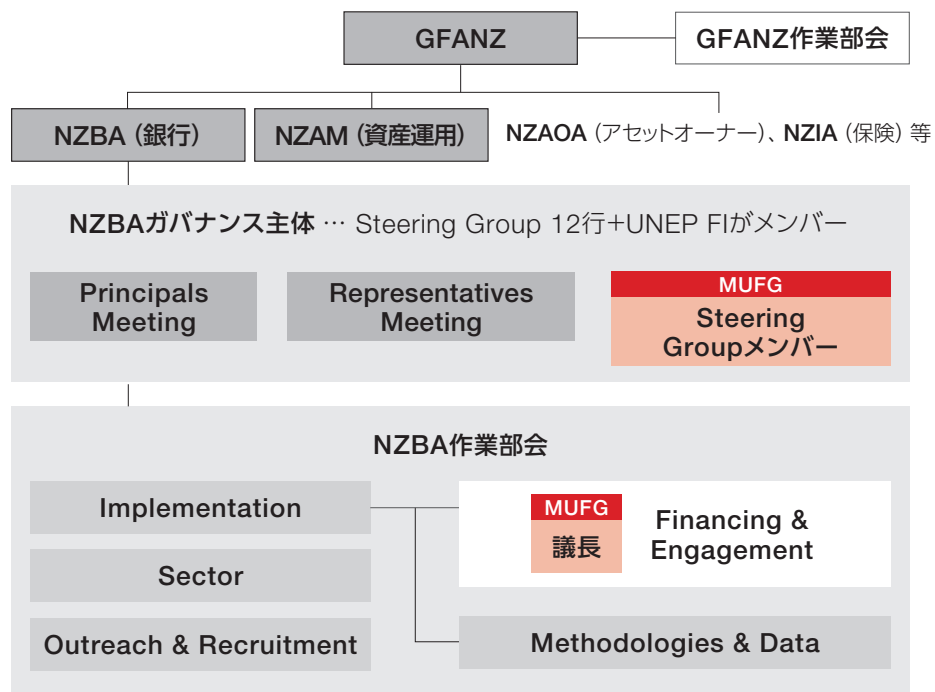 GFANZ
GFANZ作業部会
NZBA（銀行）
NZAM（資産運用）
NZAOA（アセットオーナー）、NZIA（保険）等
NZBAガバナンス主体 … Steering Group 12行＋UNEP FIがメンバー
Principals
Meeting
Representatives
Meeting
MUFG
Steering
Groupメンバー
NZBA作業部会
Implementation
MUFG
議長
Financing &
Engagement
Sector
Outreach & Recruitment
Methodologies & Data